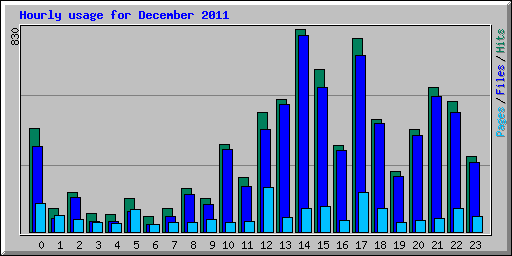 Hourly usage for December 2011
830
Pages / Files / Hits
0 1 2 3 4 5 6 7 8 9 10 11 12 13 14 15 16 17 18 19 20 21 22 23